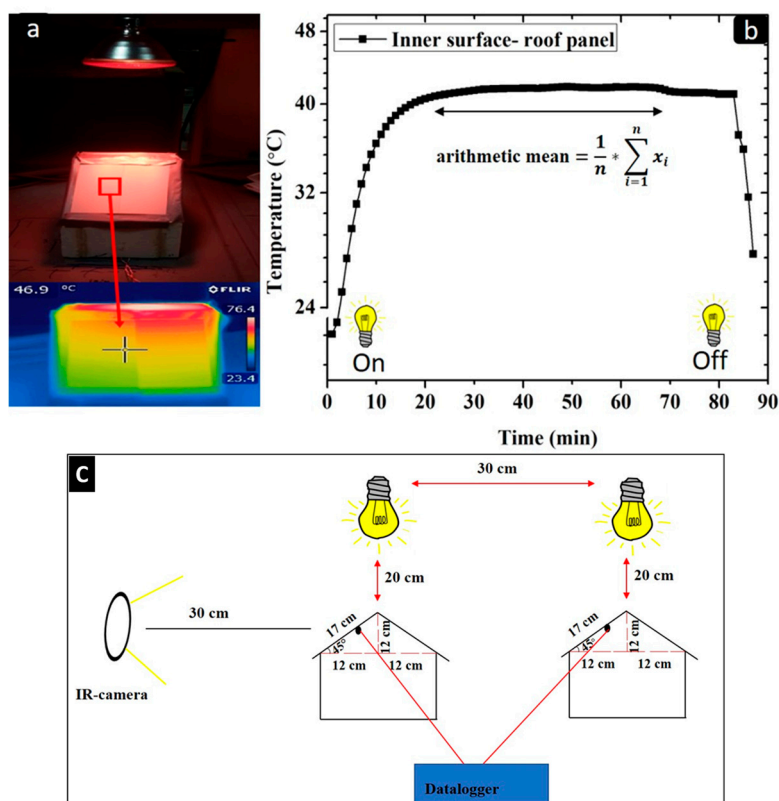 a
46.9 °C
FLIR
76.4
23.4
b
Inner surface- roof panel
48
40
32
24
Temperature (°C)
arithmetic mean = 1/n * ∑ i=1 n x i
On
Off
0 10 20 30 40 50 60 70 80 90
Time (min)
C
30 cm
20 cm
20 cm
30 cm
17 cm
12 cm
45°
12 cm
12 cm
17 cm
12 cm
45°
12 cm
12 cm
IR-camera
Datalogger